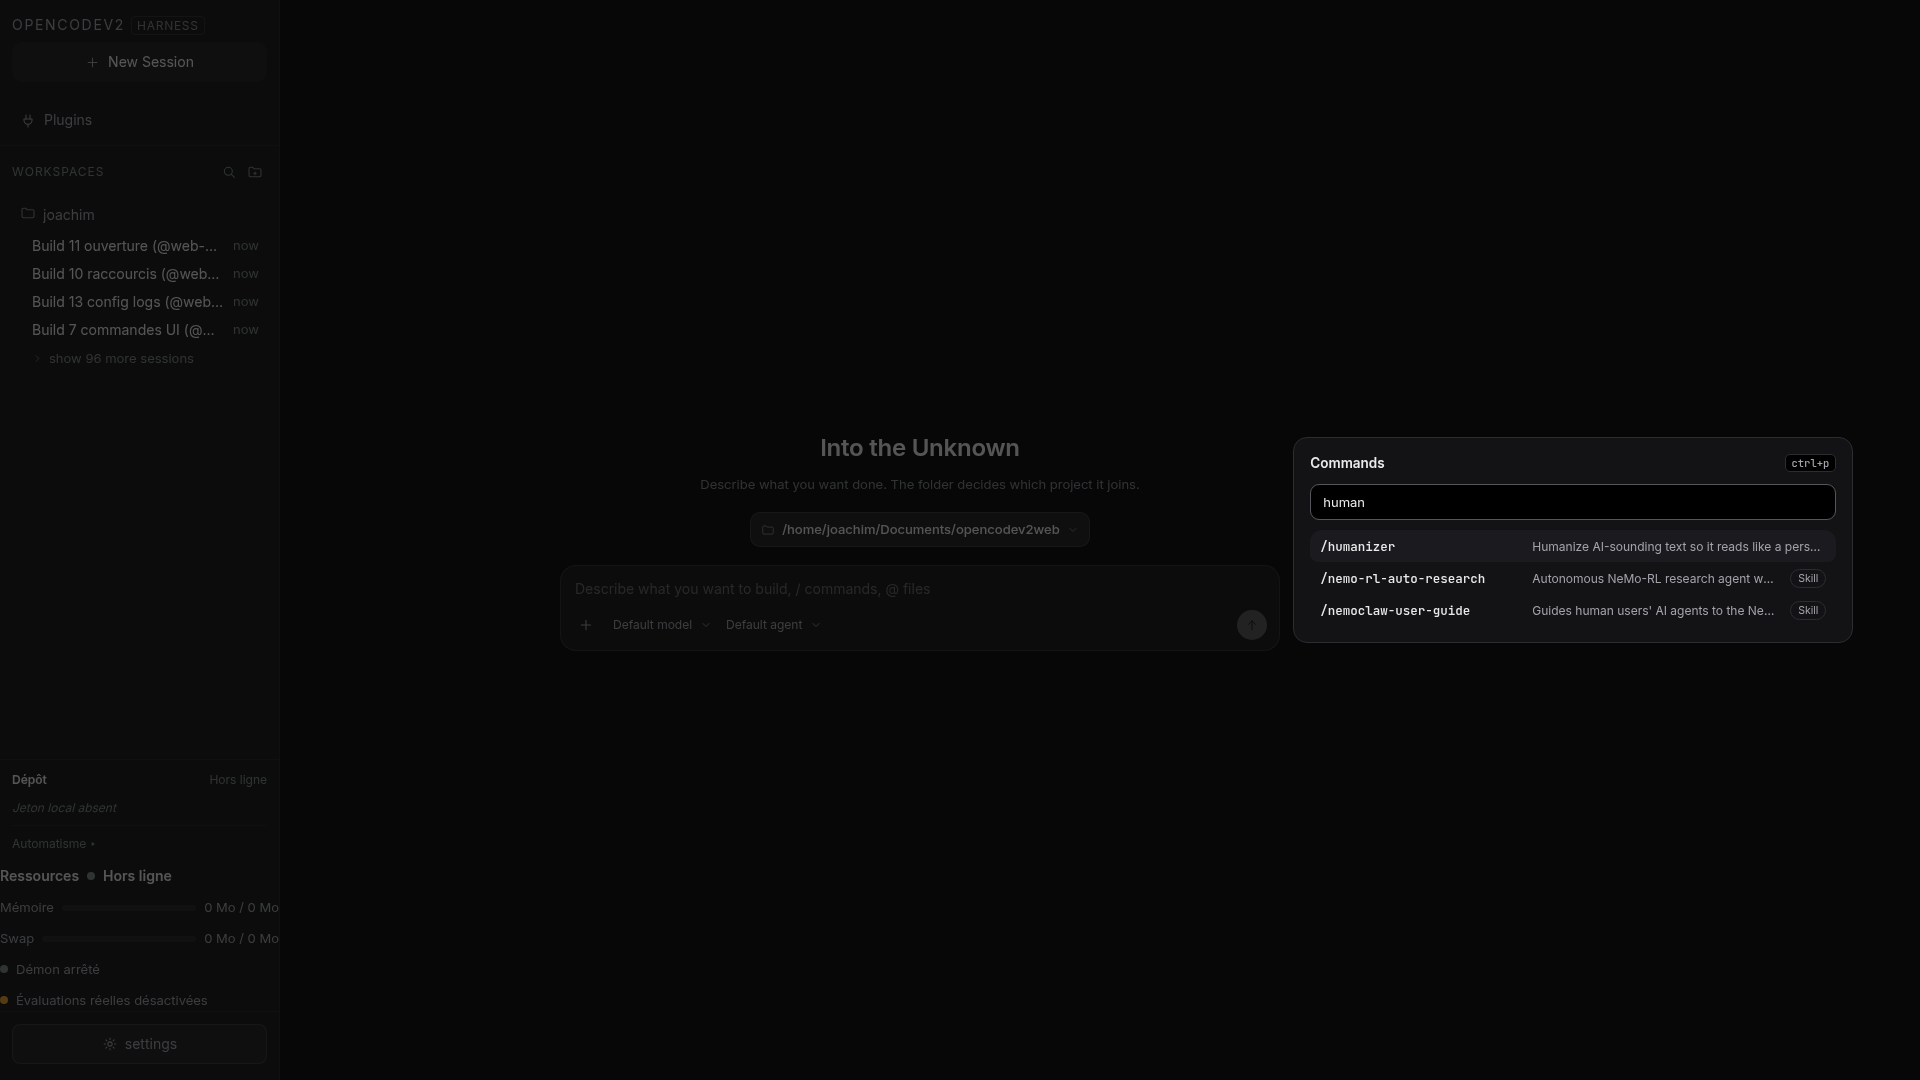 OPENCODEV2 HARNESS
New Session
Plugins
WORKSPACES
joachim
Build 11 ouverture (@web-... now
Build 10 raccourcis (@web... now
Build 13 config logs (@web... now
Build 7 commandes UI (@... now
show 96 more sessions
Dépôt Hors ligne
Jeton local absent
Automatisme
Ressources Hors ligne
Mémoire 0 Mo / 0 Mo
Swap 0 Mo / 0 Mo
Démon arrêté
Évaluations réelles désactivées
settings
Into the Unknown
Describe what you want done. The folder decides which project it joins.
/home/joachim/Documents/opencodev2web
Describe what you want to build, / commands, @ files
Default model Default agent
Commands ctrl+p
human
/humanizer Humanize AI-sounding text so it reads like a pers...
/nemo-rl-auto-research Autonomous NeMo-RL research agent w... Skill
/nemoclaw-user-guide Guides human users' AI agents to the Ne... Skill